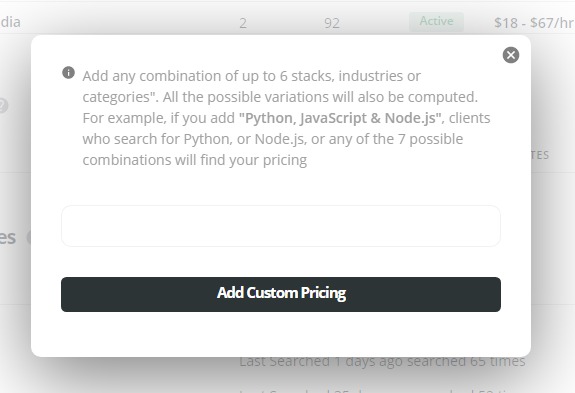 dia 2 92 Active $18 - $67/hr
Add any combination of up to 6 stacks, industries or
categories". All the possible variations will also be computed.
For example, if you add "Python, JavaScript & Node.js", clients
who search for Python, or Node.js, or any of the 7 possible
combinations will find your pricing
TES
es
Add Custom Pricing
Last Searched 1 days ago searched 65 times